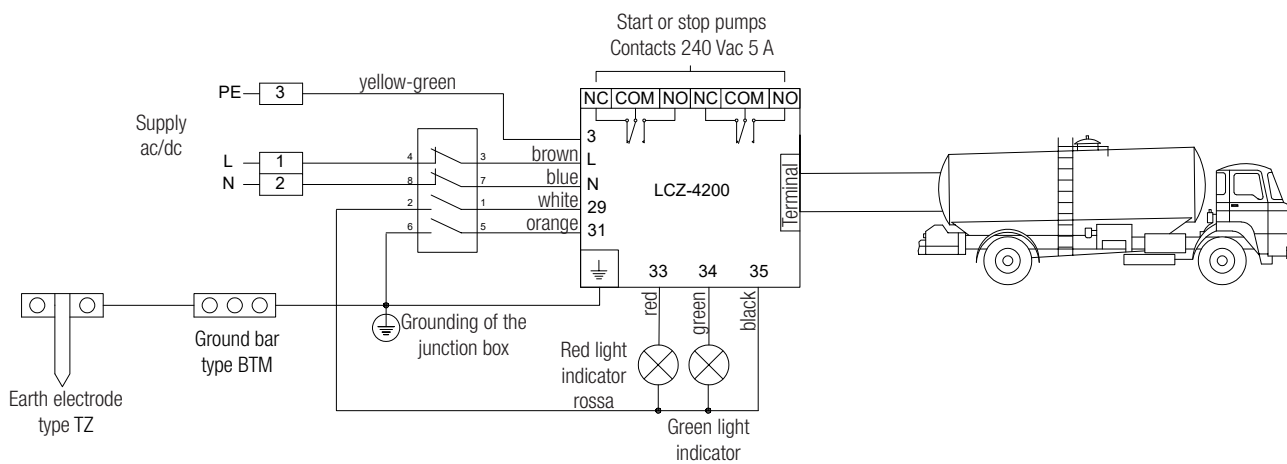 Start or stop pumps
Contacts 240 Vac 5 A
PE 3 yellow-green
NC COM NO NC COM NO
Supply
ac/dc
3
L 1 4 3 brown L
N 2 8 7 blue N
2 1 white 29
6 5 orange 31
LCZ-4200
Terminal
33 34 35
red green black
Grounding of the
junction box
Ground bar
type BTM
Earth electrode
type TZ
Red light
indicator
rossa
Green light
indicator